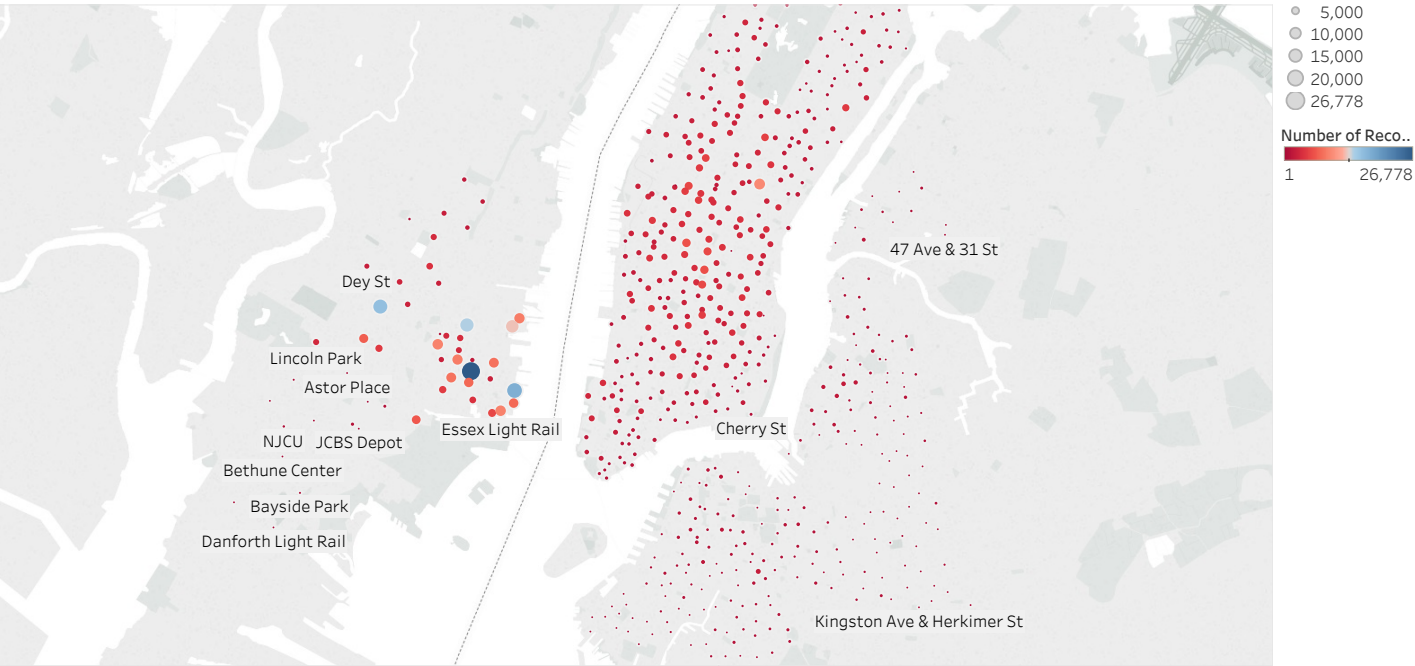 5,000
10,000
15,000
20,000
26,778
Number of Reco..
1 26,778
47 Ave & 31 St
Dey St
Lincoln Park
Astor Place
Essex Light Rail
Cherry St
NJCU JCBS Depot
Bethune Center
Bayside Park
Danforth Light Rail
Kingston Ave & Herkimer St